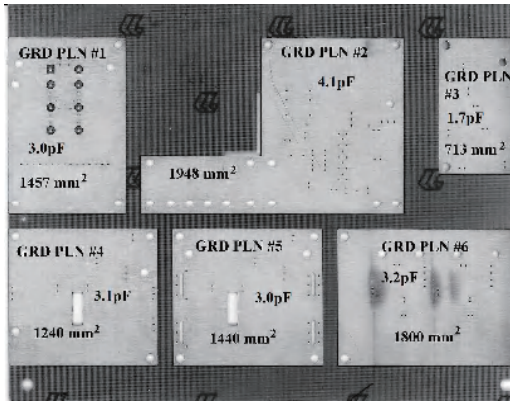 GRD PLN #1
3.0pF
1457 mm²
GRD PLN #2
4.1pF
1948 mm²
GRD PLN
#3
1.7pF
713 mm²
GRD PLN #4
3.1pF
1240 mm²
GRD PLN #5
3.0pF
1440 mm²
GRD PLN #6
3.2pF
1800 mm²